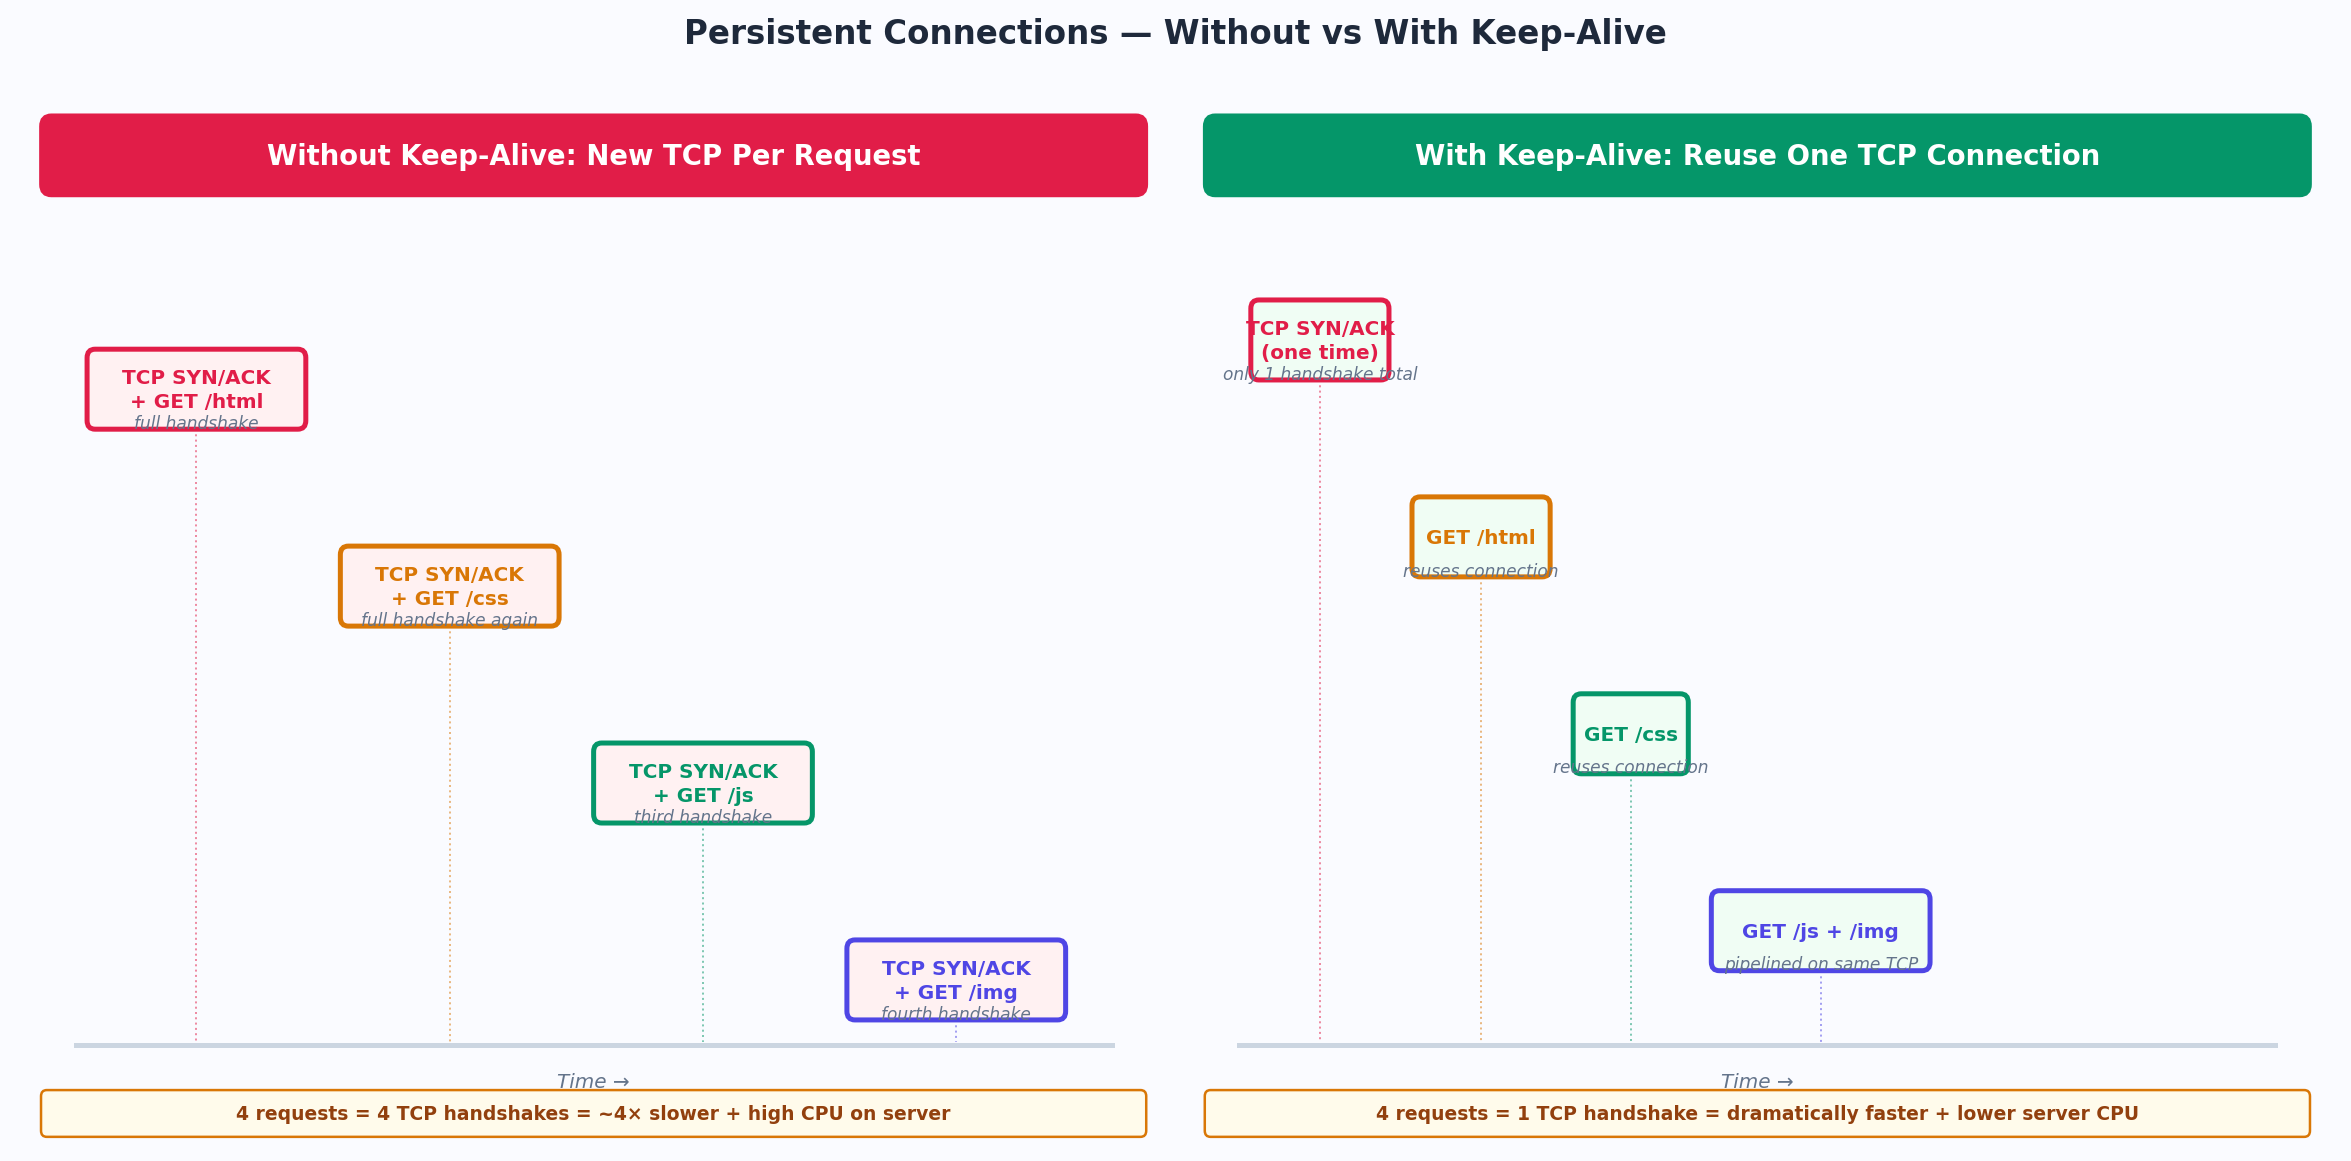 Persistent Connections — Without vs With Keep-Alive
Without Keep-Alive: New TCP Per Request
TCP SYN/ACK
+ GET /html
full handshake
TCP SYN/ACK
+ GET /css
full handshake again
TCP SYN/ACK
+ GET /js
third handshake
TCP SYN/ACK
+ GET /img
fourth handshake
Time →
4 requests = 4 TCP handshakes = ~4× slower + high CPU on server
With Keep-Alive: Reuse One TCP Connection
TCP SYN/ACK
(one time)
only 1 handshake total
GET /html
reuses connection
GET /css
reuses connection
GET /js + /img
pipelined on same TCP
Time →
4 requests = 1 TCP handshake = dramatically faster + lower server CPU